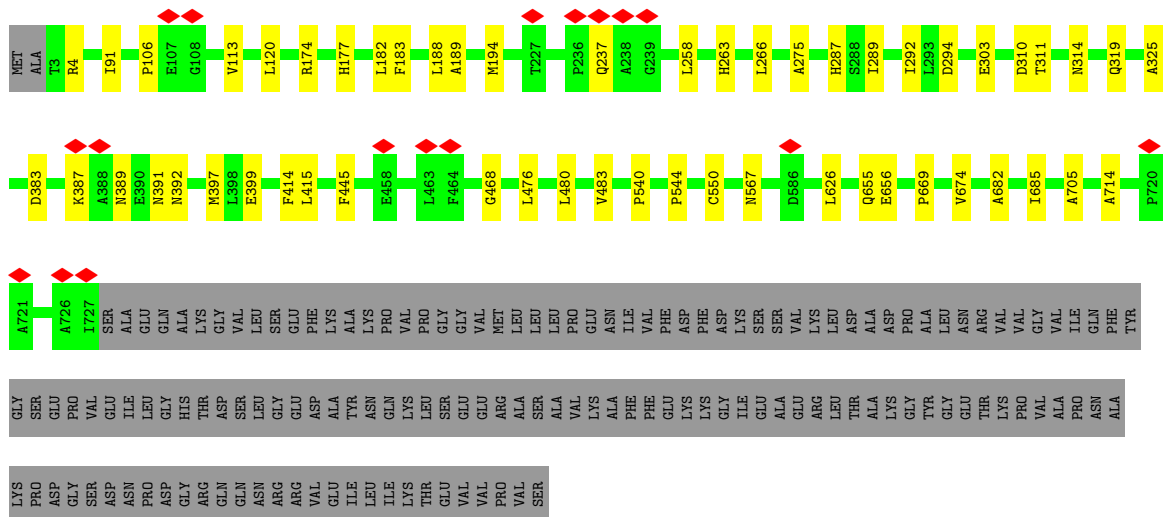 MET ALA T3 R4 I91 P106 E107 G108 V113 L120 R174 H177 L182 F183 L188 A189 M194 T227 P236 Q237 A238 G239 L258 H263 L266 A275 H287 S288 I289 I292 L293 D294 E303 D310 T311 N314 Q319 A325
D383 K387 A388 N389 E390 N391 N392 M397 L398 E399 F414 L415 F445 E458 L463 F464 G468 L476 L480 V483 P540 P544 C550 N567 D586 L626 Q655 E656 P669 V674 A682 I685 A705 A714 P720
A721 A726 I727 SER ALA GLU GLN ALA LYS GLY VAL LEU SER GLU PHE LYS ALA LYS PRO VAL PRO GLY GLY VAL MET LEU LEU LEU PRO GLU ASN ILE VAL PHE ASP PHE ASP LYS SER SER VAL LYS LEU ASP ALA ASP PRO ALA LEU ASN ARG VAL VAL GLY VAL ILE GLN PHE TYR
GLY SER GLU PRO VAL GLU ILE LEU GLY HIS THR ASP SER LEU GLY GLU ASP ALA TYR ASN GLN LYS LEU SER GLU GLU ARG ALA SER ALA VAL LYS ALA PHE PHE GLU LYS LYS GLY ILE GLU ALA GLU ARG LEU THR ALA LYS GLY TYR GLY GLU THR LYS PRO VAL ALA PRO ASN ALA
LYS PRO ASP GLY SER ASP ASN PRO ASP GLY ARG GLN GLN ASN ARG ARG VAL GLU ILE LEU ILE LYS THR GLU VAL VAL PRO VAL SER